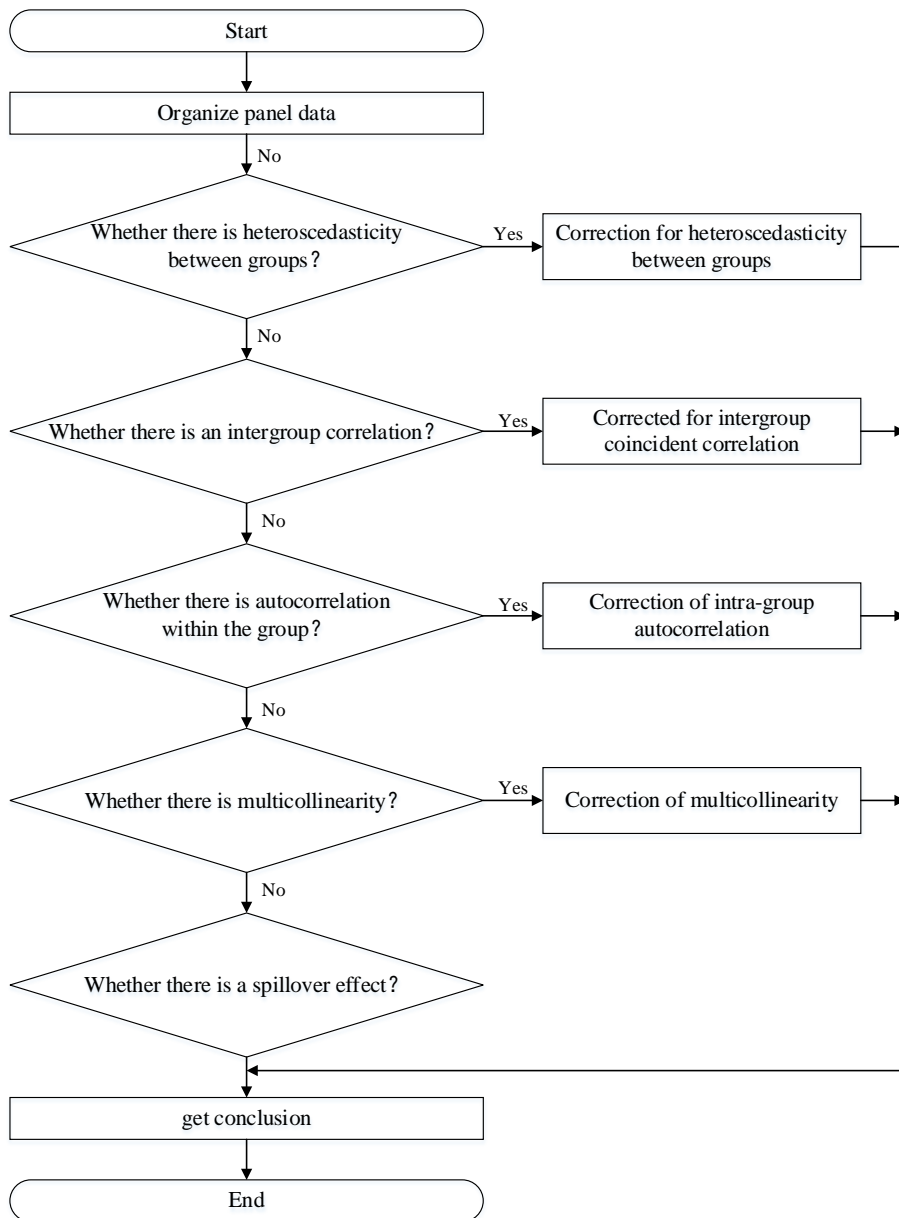 Start
Organize panel data
No
Whether there is heteroscedasticity
between groups?
Yes
Correction for heteroscedasticity
between groups
No
Whether there is an intergroup correlation?
Yes
Corrected for intergroup
coincident correlation
No
Whether there is autocorrelation
within the group?
Yes
Correction of intra-group
autocorrelation
No
Whether there is multicollinearity?
Yes
Correction of multicollinearity
No
Whether there is a spillover effect?
get conclusion
End